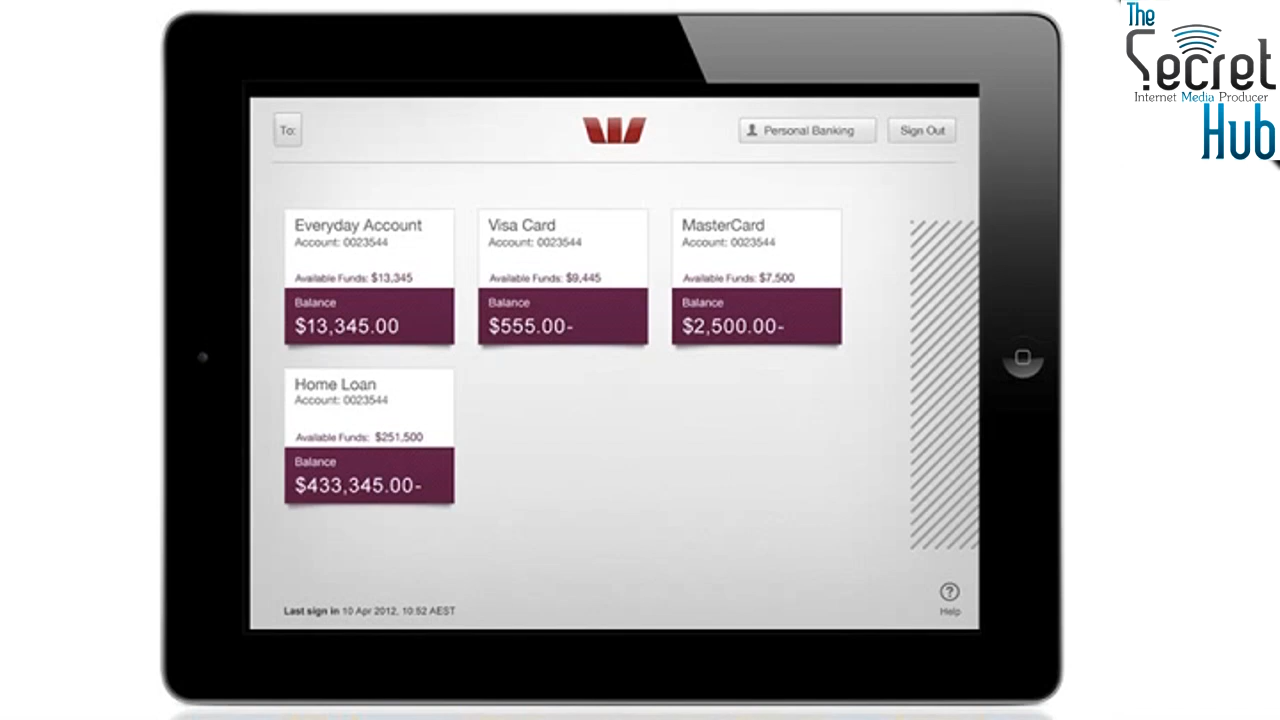 The
Secret
Internet Media Producer
Hub
To:
Personal Banking
Sign Out
Everyday Account
Account: 0023544
Available Funds: $13,345
Balance
$13,345.00
Visa Card
Account: 0023544
Available Funds: $9,445
Balance
$555.00-
MasterCard
Account: 0023544
Available Funds: $7,500
Balance
$2,500.00-
Home Loan
Account: 0023544
Available Funds: $251,500
Balance
$433,345.00-
Last sign in 10 Apr 2012, 10:52 AEST
?
Help